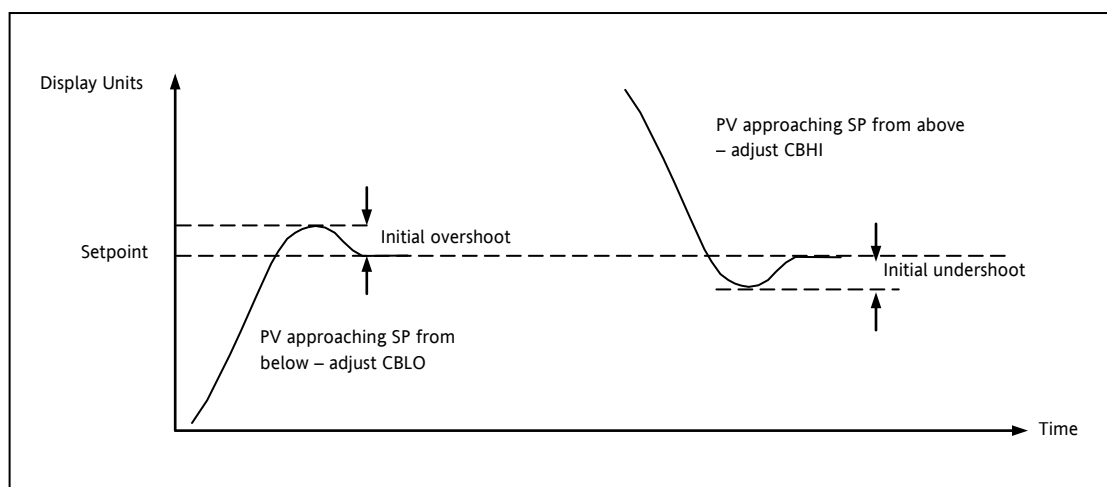 Display Units
PV approaching SP from above
– adjust CBHI
Initial overshoot
Setpoint
Initial undershoot
PV approaching SP from
below – adjust CBLO
Time